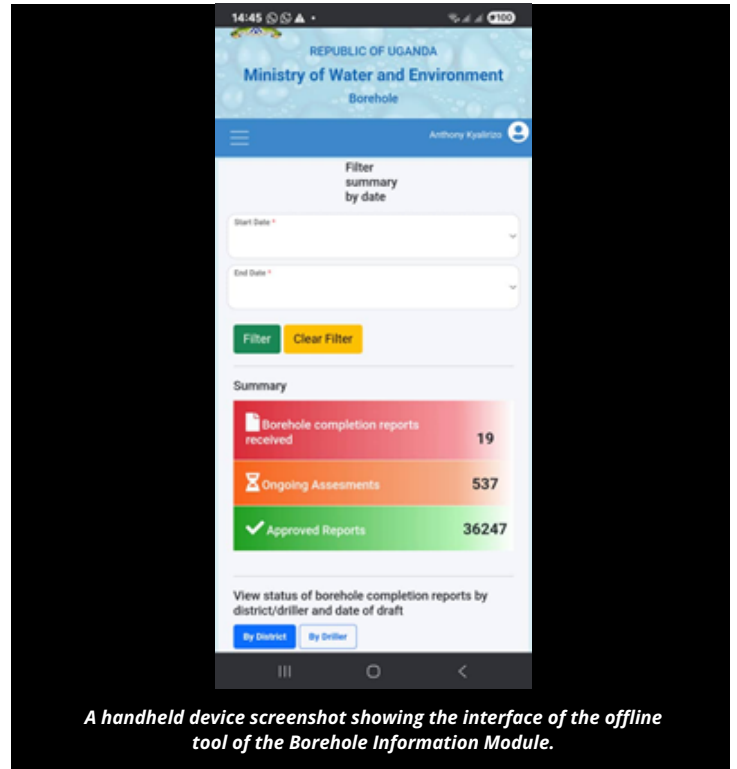 14:45
100
REPUBLIC OF UGANDA
Ministry of Water and Environment
Borehole
Anthony Kyalirizo
Filter
summary
by date
Start Date *
End Date *
Filter
Clear Filter
Summary
Borehole completion reports
received
19
Ongoing Assesments
537
Approved Reports
36247
View status of borehole completion reports by
district/driller and date of draft
By District
By Driller
A handheld device screenshot showing the interface of the offline
tool of the Borehole Information Module.